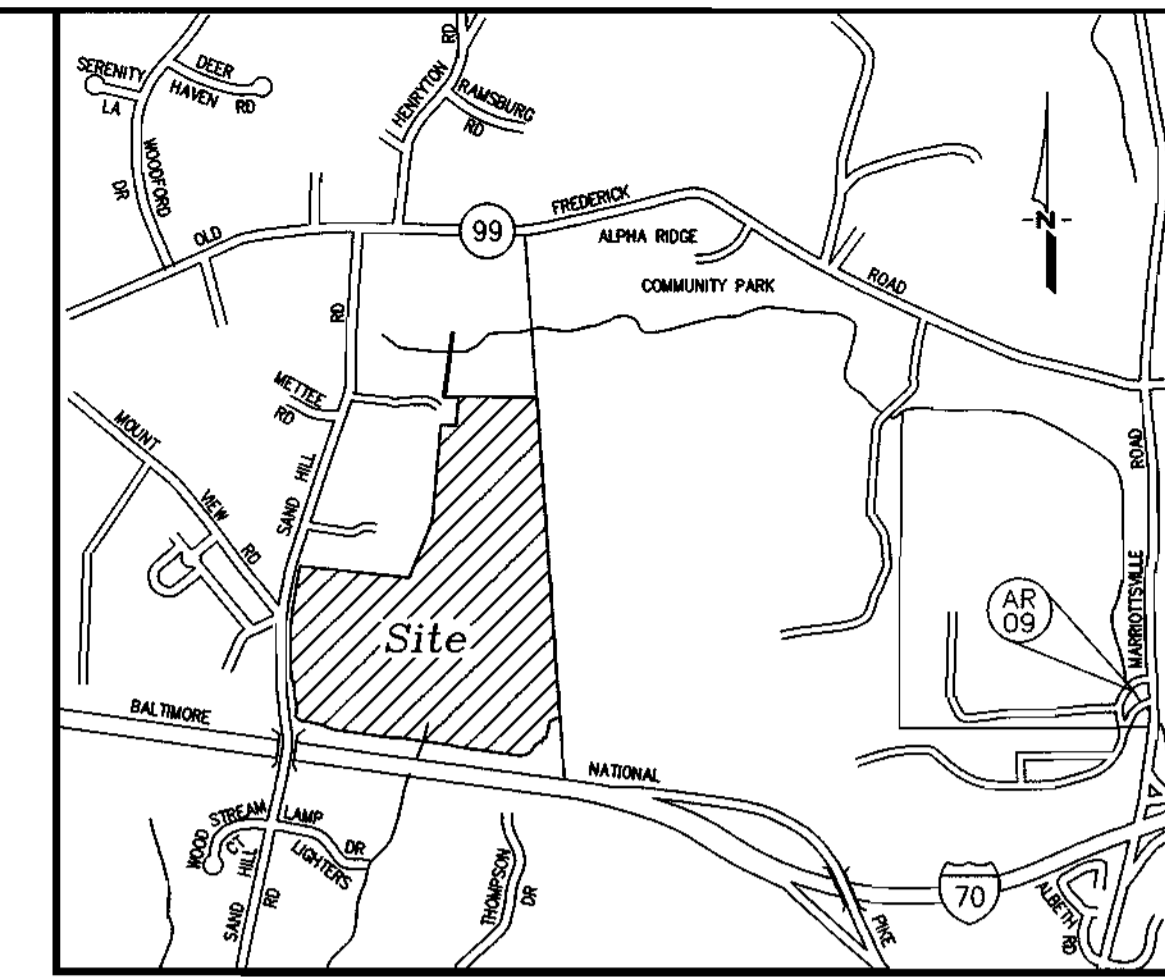 RD
SERENITY
LA
DEER
HAVEN RD
HENRYTON
RAMSBURG
RD
WOODFORD
DR
OLD
99
FREDERICK
ALPHA RIDGE
COMMUNITY PARK
ROAD
N
RD
METTEE
RD
MOUNT
VIEW
RD
SAND HILL
Site
ROAD
MARRIOTTSVILLE
AR
09
BALTIMORE
NATIONAL
PIKE
WOOD STREAM
CT
LAMP
LIGHTERS
DR
SAND HILL
RD
THOMPSON
DR
70
ALBETH RD